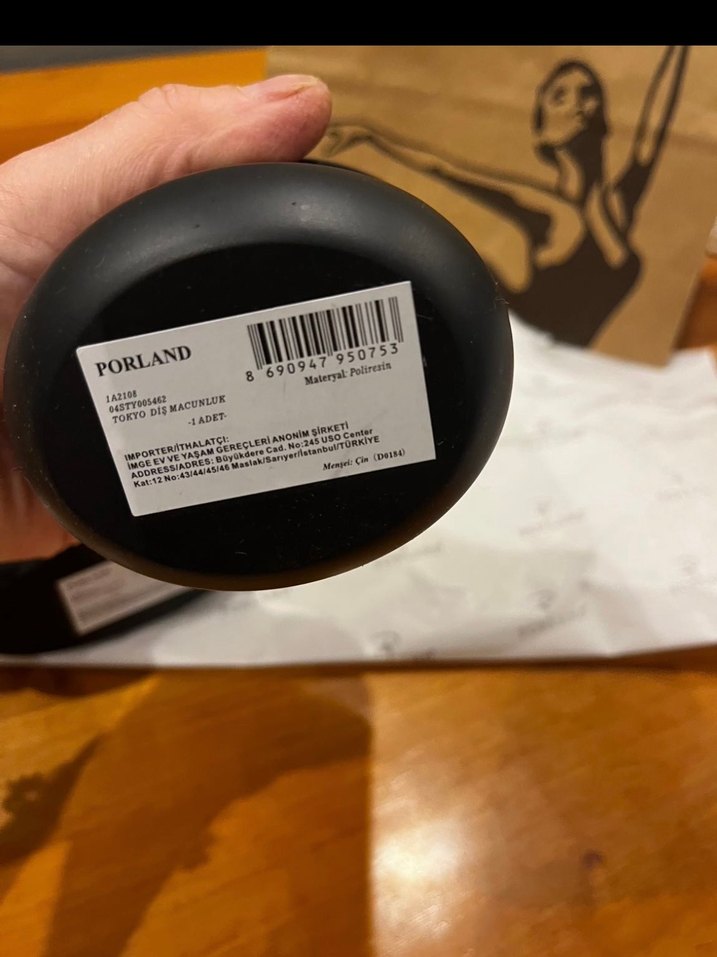 PORLAND
8 690947 950753
Materyal: Poliresin
1A2108
04STY005462
TOKYO DİŞ MACUNLUK
-1 ADET-
IMPORTER/İTHALATÇI:
İMGE EV VE YAŞAM GEREÇLERİ ANONİM ŞİRKETİ
ADDRESS/ADRES: Büyükdere Cad. No:245 USO Center
Kat:12 No:43/44/45/46 Maslak/Sarıyer/İstanbul/TÜRKİYE
Menşei: Çin (D0184)